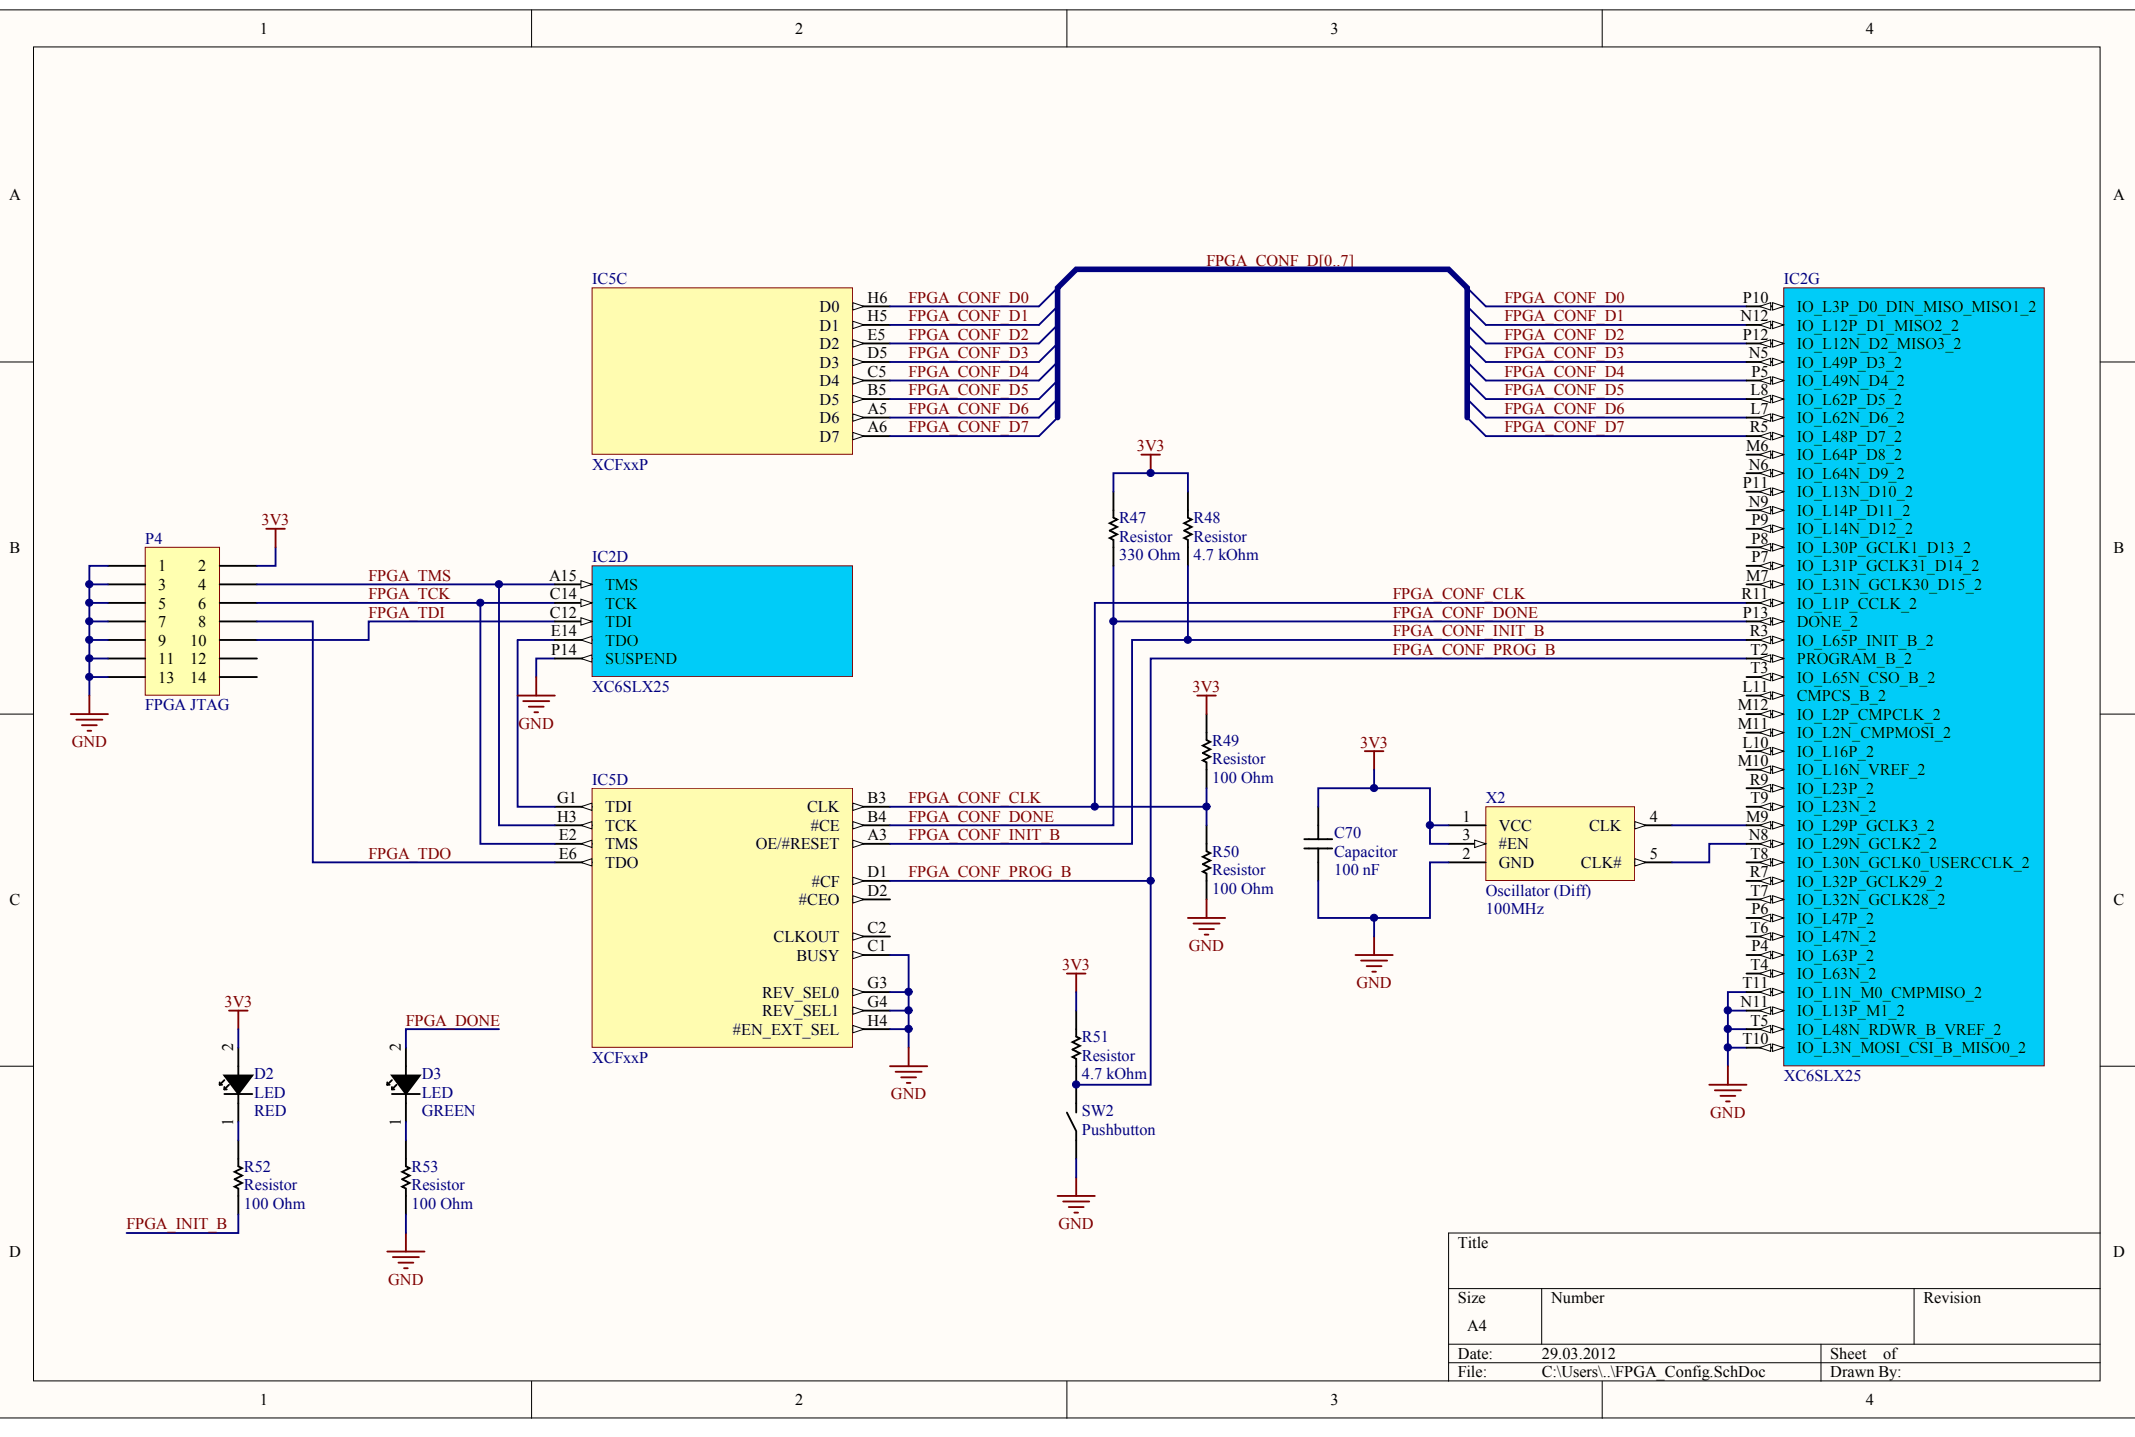 1 2 3 4
A A
B B
C C
D D
FPGA_CONF_D[0..7]
IC5C
D0 H6 FPGA_CONF_D0
D1 H5 FPGA_CONF_D1
D2 E5 FPGA_CONF_D2
D3 D5 FPGA_CONF_D3
D4 C5 FPGA_CONF_D4
D5 B5 FPGA_CONF_D5
D6 A5 FPGA_CONF_D6
D7 A6 FPGA_CONF_D7
XCFxxP
IC2G
FPGA_CONF_D0 P10 IO_L3P_D0_DIN_MISO_MISO1_2
FPGA_CONF_D1 N12 IO_L12P_D1_MISO2_2
FPGA_CONF_D2 P12 IO_L12N_D2_MISO3_2
FPGA_CONF_D3 N5 IO_L49P_D3_2
FPGA_CONF_D4 P5 IO_L49N_D4_2
FPGA_CONF_D5 L8 IO_L62P_D5_2
FPGA_CONF_D6 L7 IO_L62N_D6_2
FPGA_CONF_D7 R5 IO_L48P_D7_2
M6 IO_L64P_D8_2
N6 IO_L64N_D9_2
P11 IO_L13N_D10_2
N9 IO_L14P_D11_2
P9 IO_L14N_D12_2
P8 IO_L30P_GCLK1_D13_2
P7 IO_L31P_GCLK31_D14_2
M7 IO_L31N_GCLK30_D15_2
FPGA_CONF_CLK R11 IO_L1P_CCLK_2
FPGA_CONF_DONE P13 DONE_2
FPGA_CONF_INIT_B R3 IO_L65P_INIT_B_2
FPGA_CONF_PROG_B T2 PROGRAM_B_2
T3 IO_L65N_CSO_B_2
L11 CMPCS_B_2
M12 IO_L2P_CMPCLK_2
M11 IO_L2N_CMPMOSI_2
L10 IO_L16P_2
M10 IO_L16N_VREF_2
R9 IO_L23P_2
T9 IO_L23N_2
M9 IO_L29P_GCLK3_2
N8 IO_L29N_GCLK2_2
T8 IO_L30N_GCLK0_USERCCLK_2
R7 IO_L32P_GCLK29_2
T7 IO_L32N_GCLK28_2
P6 IO_L47P_2
T6 IO_L47N_2
P4 IO_L63P_2
T4 IO_L63N_2
T11 IO_L1N_M0_CMPMISO_2
N11 IO_L13P_M1_2
T5 IO_L48N_RDWR_B_VREF_2
T10 IO_L3N_MOSI_CSI_B_MISO0_2
XC6SLX25
GND
3V3
R47
Resistor
330 Ohm
R48
Resistor
4.7 kOhm
3V3
P4
1 2
3 4
5 6
7 8
9 10
11 12
13 14
FPGA JTAG
GND
FPGA_TMS
FPGA_TCK
FPGA_TDI
IC2D
A15 TMS
C14 TCK
C12 TDI
E14 TDO
P14 SUSPEND
XC6SLX25
GND
FPGA_TDO
IC5D
G1 TDI
H3 TCK
E2 TMS
E6 TDO
CLK B3 FPGA_CONF_CLK
#CE B4 FPGA_CONF_DONE
OE/#RESET A3 FPGA_CONF_INIT_B
#CF D1 FPGA_CONF_PROG_B
#CEO D2
CLKOUT C2
BUSY C1
REV_SEL0 G3
REV_SEL1 G4
#EN_EXT_SEL H4
XCFxxP
GND
3V3
R49
Resistor
100 Ohm
R50
Resistor
100 Ohm
GND
3V3
C70
Capacitor
100 nF
GND
X2
1 VCC CLK 4
3 #EN
2 GND CLK# 5
Oscillator (Diff)
100MHz
3V3
R51
Resistor
4.7 kOhm
SW2
Pushbutton
GND
3V3
2
D2
LED
RED
1
R52
Resistor
100 Ohm
FPGA_INIT_B
FPGA_DONE
2
D3
LED
GREEN
1
R53
Resistor
100 Ohm
GND
Title
Size Number Revision
A4
Date: 29.03.2012 Sheet of
File: C:\Users\..\FPGA_Config.SchDoc Drawn By:
1 2 3 4